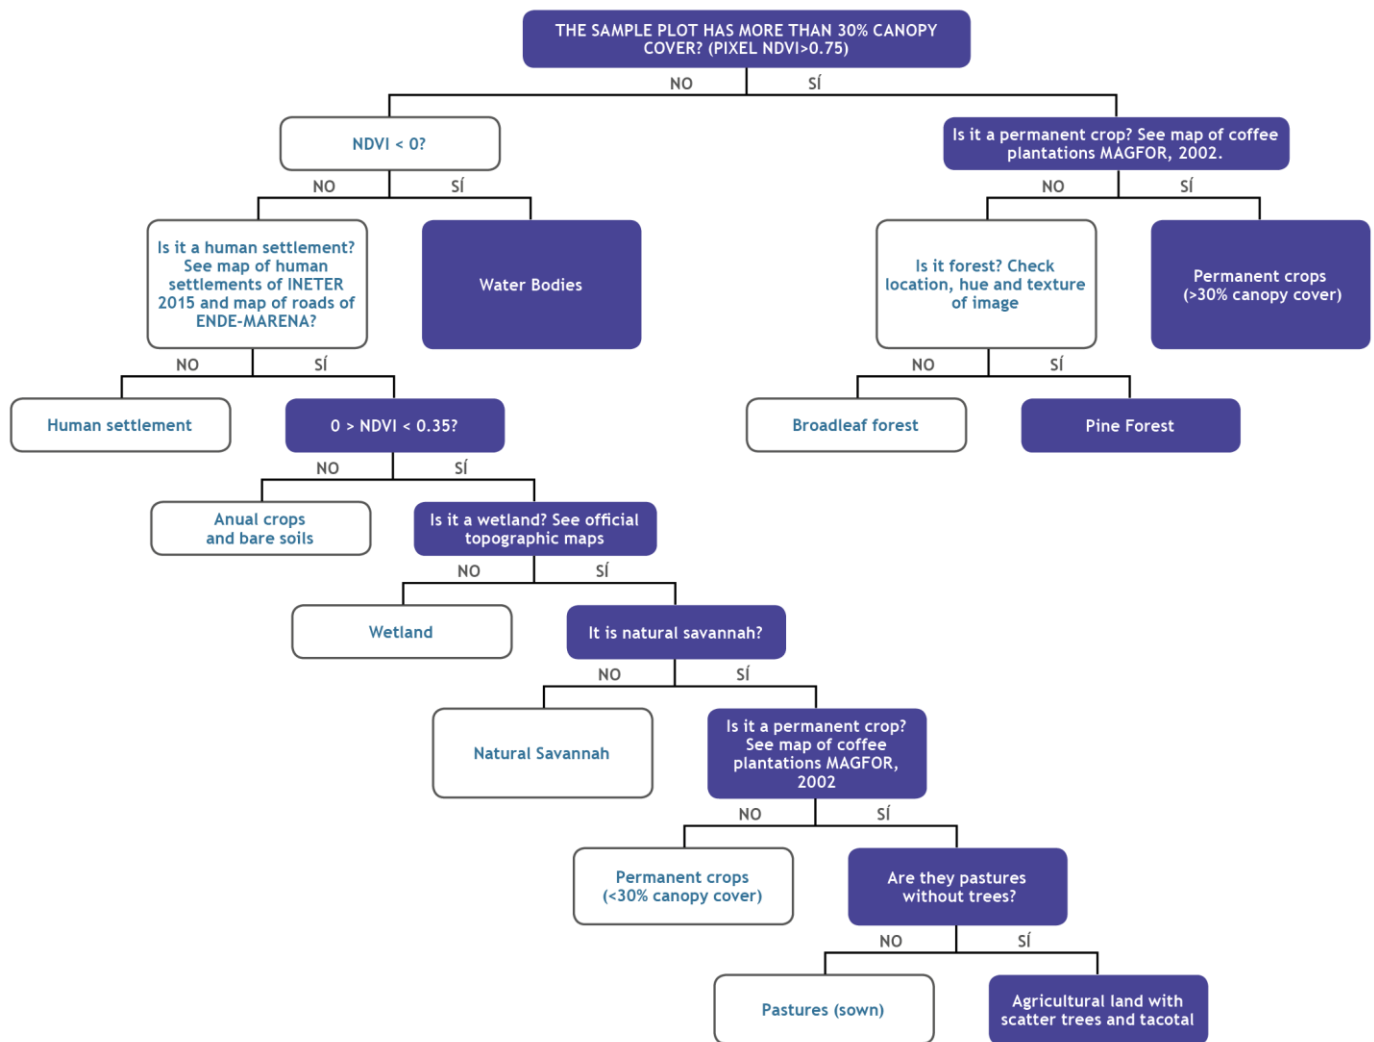 THE SAMPLE PLOT HAS MORE THAN 30% CANOPY
COVER? (PIXEL NDVI>0.75)
NO
SÍ
NDVI < 0?
Is it a permanent crop? See map of coffee
plantations MAGFOR, 2002.
NO
SÍ
NO
SÍ
Is it a human settlement?
See map of human
settlements of INETER
2015 and map of roads of
ENDE-MARENA?
Water Bodies
Is it forest? Check
location, hue and texture
of image
Permanent crops
(>30% canopy cover)
NO
SÍ
NO
SÍ
Human settlement
0 > NDVI < 0.35?
Broadleaf forest
Pine Forest
NO
SÍ
Anual crops
and bare soils
Is it a wetland? See official
topographic maps
NO
SÍ
Wetland
It is natural savannah?
NO
SÍ
Natural Savannah
Is it a permanent crop?
See map of coffee
plantations MAGFOR,
2002
NO
SÍ
Permanent crops
(<30% canopy cover)
Are they pastures
without trees?
NO
SÍ
Pastures (sown)
Agricultural land with
scatter trees and tacotal